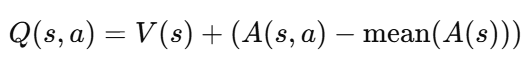 Q(s, a) = V(s) + (A(s, a) − mean(A(s)))